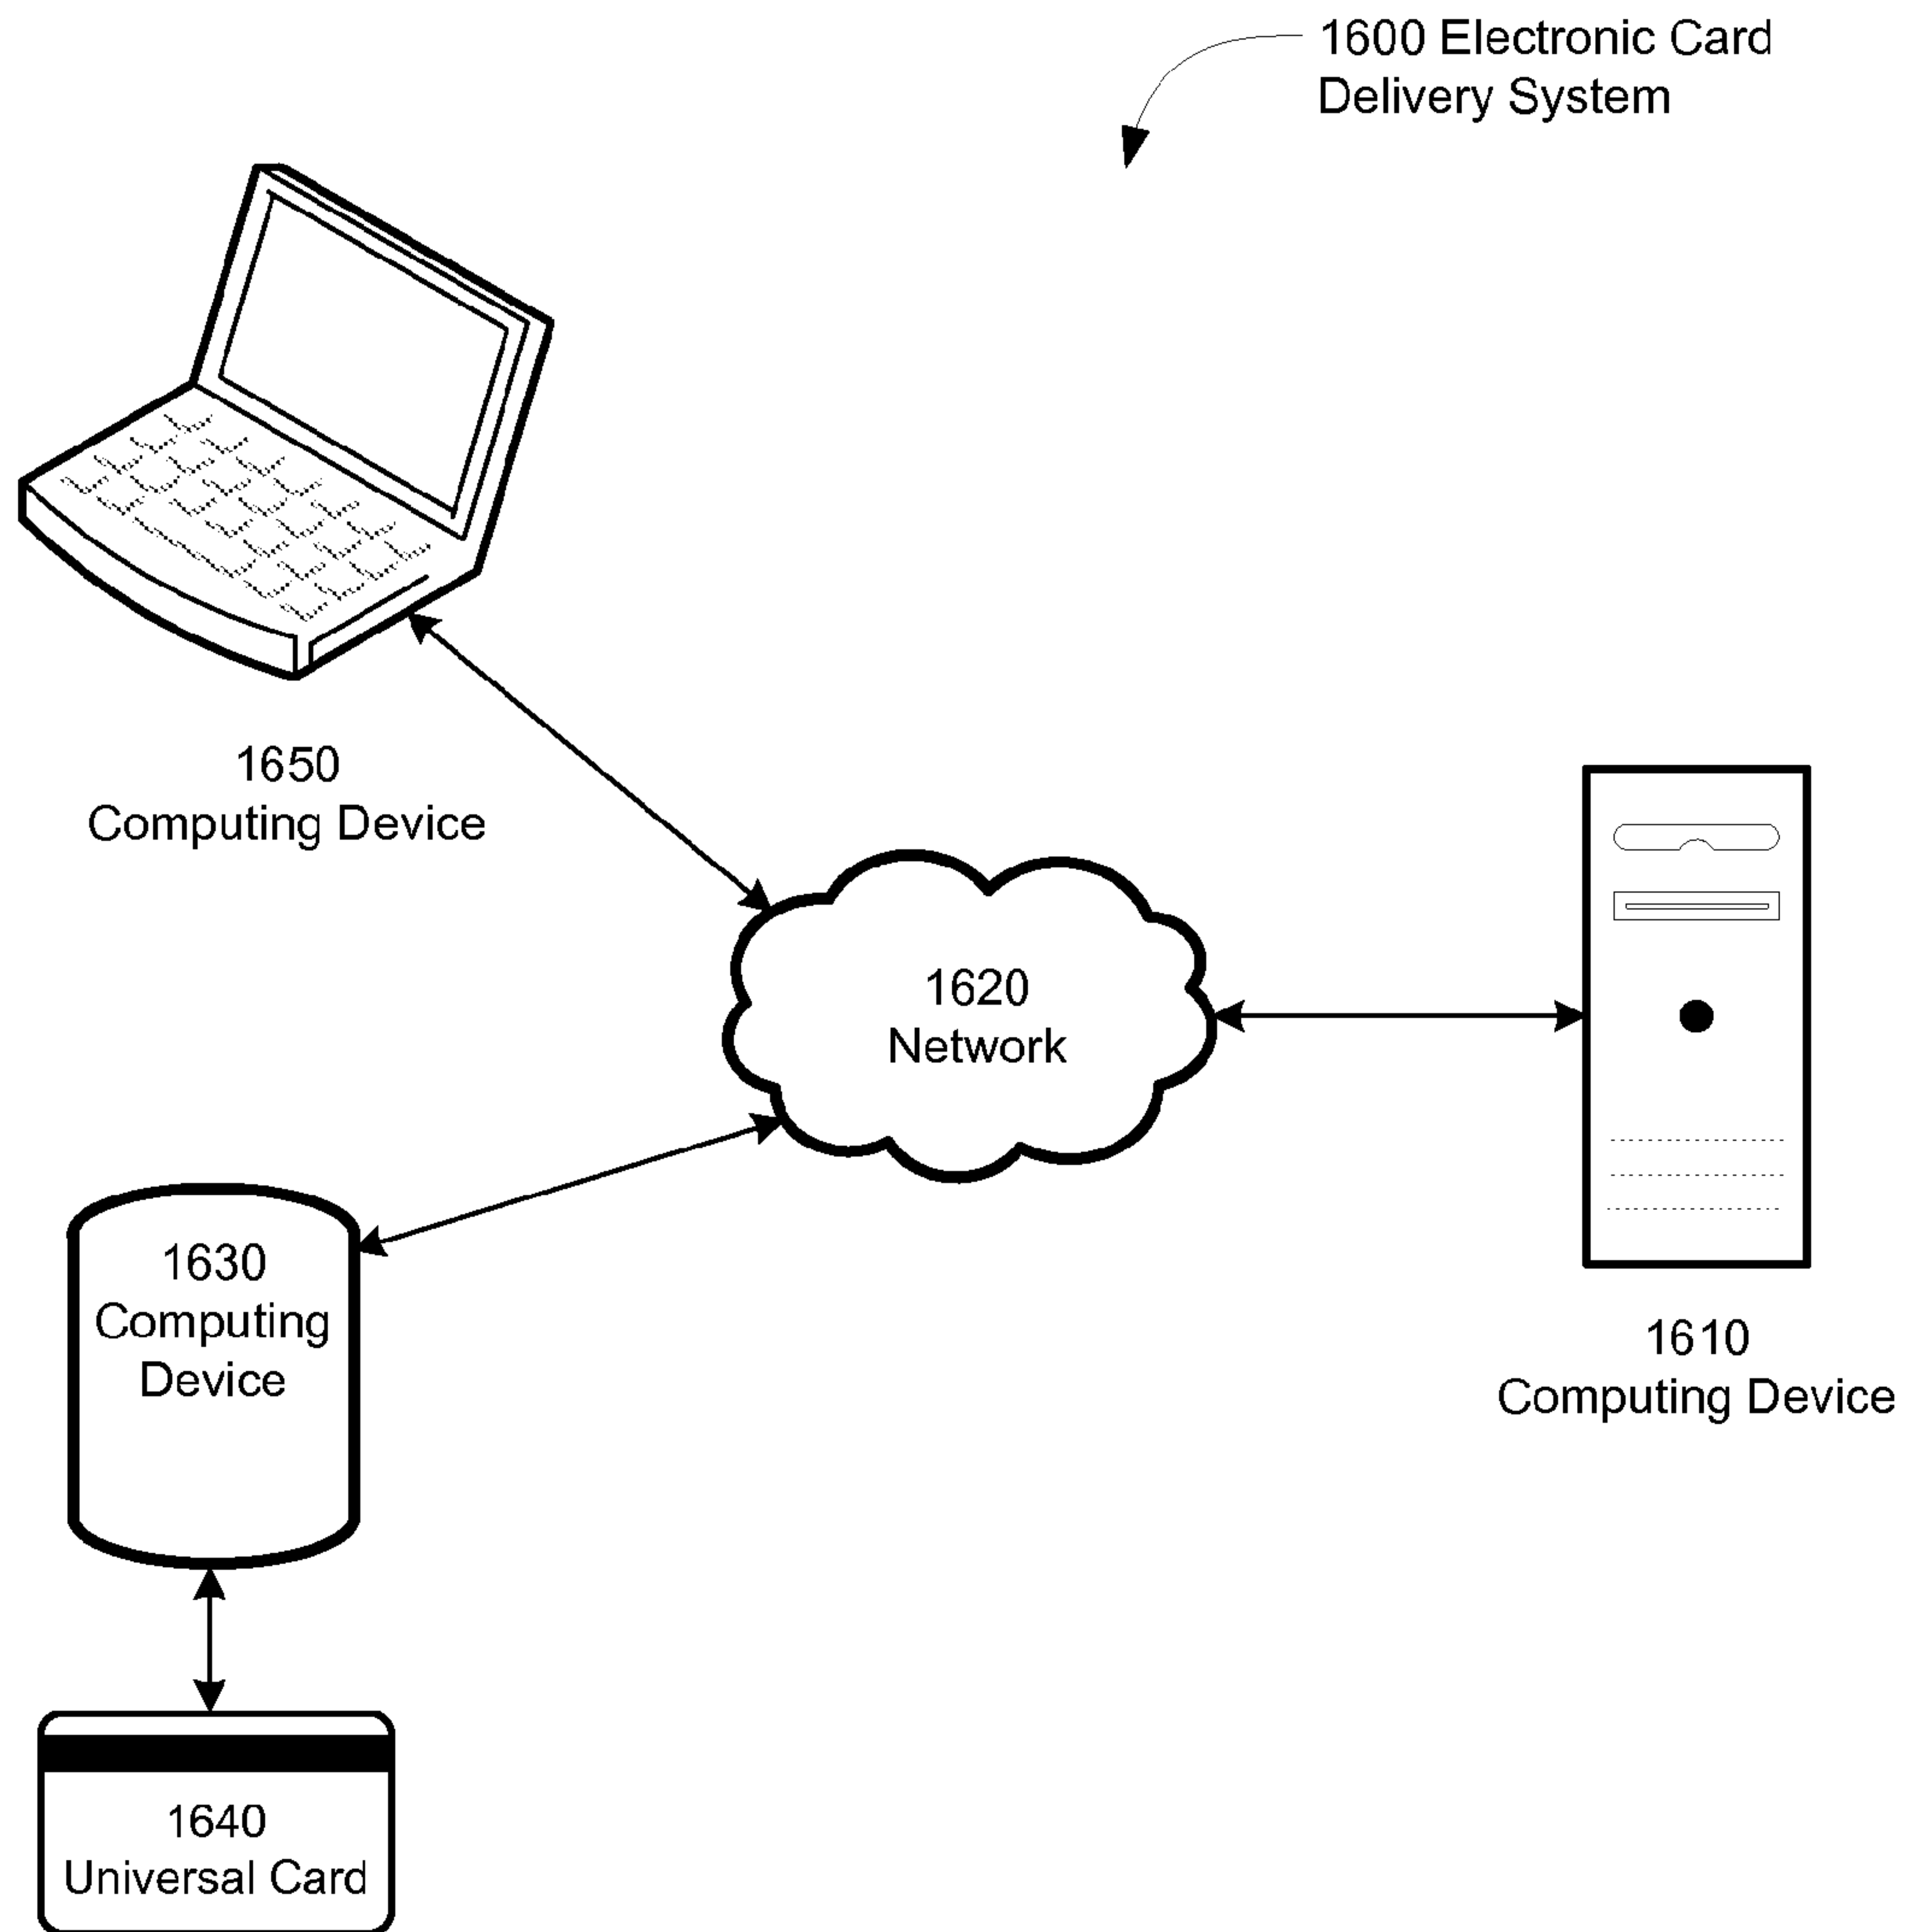 1600 Electronic Card
Delivery System
1650
Computing Device
1620
Network
1630
Computing
Device
1610
Computing Device
1640
Universal Card